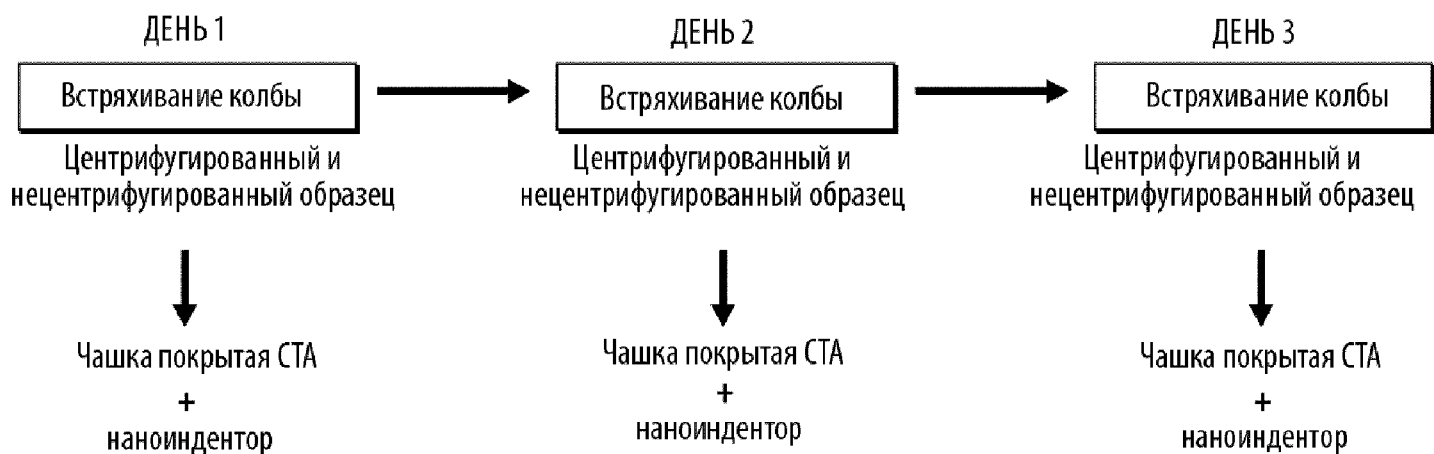 ДЕНЬ 1
Встряхивание колбы
Центрифугированный и
нецентрифугированный образец
Чашка покрытая СТА
+
наноиндентор
ДЕНЬ 2
Встряхивание колбы
Центрифугированный и
нецентрифугированный образец
Чашка покрытая СТА
+
наноиндентор
ДЕНЬ 3
Встряхивание колбы
Центрифугированный и
нецентрифугированный образец
Чашка покрытая СТА
+
наноиндентор